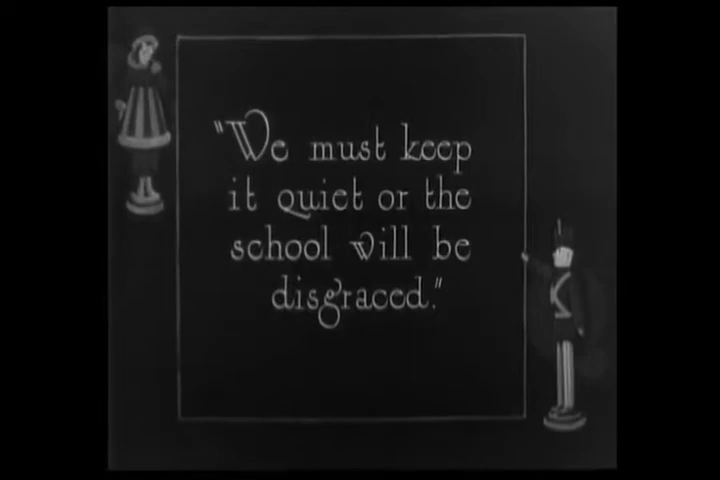 "We must keep
it quiet or the
school will be
disgraced."